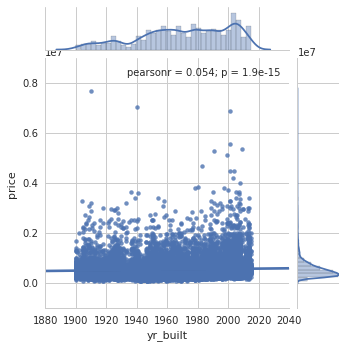 1e7
1e7
pearsonr = 0.054; p = 1.9e-15
0.8
0.6
0.4
0.2
0.0
price
1880 1900 1920 1940 1960 1980 2000 2020 2040
yr_built